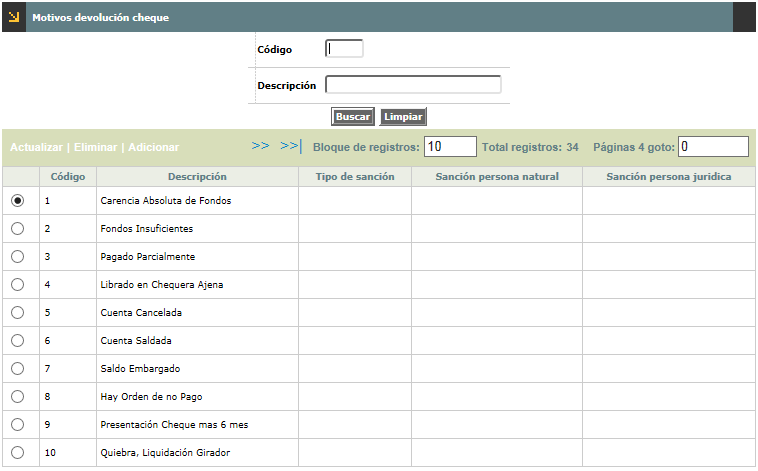 Motivos devolución cheque
Código
Descripción
Buscar Limpiar
Actualizar | Eliminar | Adicionar >> >>| Bloque de registros: 10 Total registros: 34 Páginas 4 goto: 0
Código Descripción Tipo de sanción Sanción persona natural Sanción persona juridica
1 Carencia Absoluta de Fondos
2 Fondos Insuficientes
3 Pagado Parcialmente
4 Librado en Chequera Ajena
5 Cuenta Cancelada
6 Cuenta Saldada
7 Saldo Embargado
8 Hay Orden de no Pago
9 Presentación Cheque mas 6 mes
10 Quiebra, Liquidación Girador